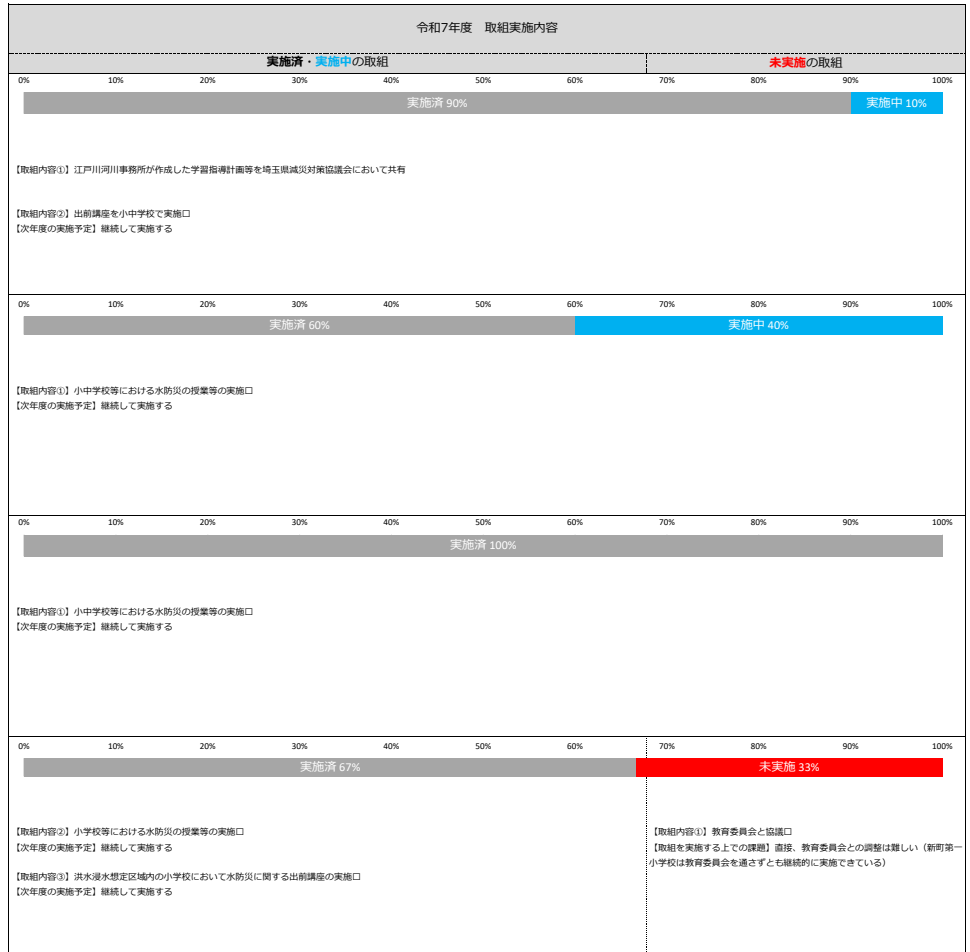 令和7年度　取組実施内容
実施済・実施中の取組
未実施の取組
0% 10% 20% 30% 40% 50% 60% 70% 80% 90% 100%
実施済 90%
実施中 10%
【取組内容①】江戸川河川事務所が作成した学習指導計画等を埼玉県減災対策協議会において共有
【取組内容②】出前講座を小中学校で実施口
【次年度の実施予定】継続して実施する
0% 10% 20% 30% 40% 50% 60% 70% 80% 90% 100%
実施済 60%
実施中 40%
【取組内容①】小中学校等における水防災の授業等の実施口
【次年度の実施予定】継続して実施する
0% 10% 20% 30% 40% 50% 60% 70% 80% 90% 100%
実施済 100%
【取組内容①】小中学校等における水防災の授業等の実施口
【次年度の実施予定】継続して実施する
0% 10% 20% 30% 40% 50% 60% 70% 80% 90% 100%
実施済 67%
未実施 33%
【取組内容②】小学校等における水防災の授業等の実施口
【次年度の実施予定】継続して実施する
【取組内容③】洪水浸水想定区域内の小学校において水防災に関する出前講座の実施口
【次年度の実施予定】継続して実施する
【取組内容①】教育委員会と協議口
【取組を実施する上での課題】直接、教育委員会との調整は難しい（新町第一
小学校は教育委員会を通さずとも継続的に実施できている）